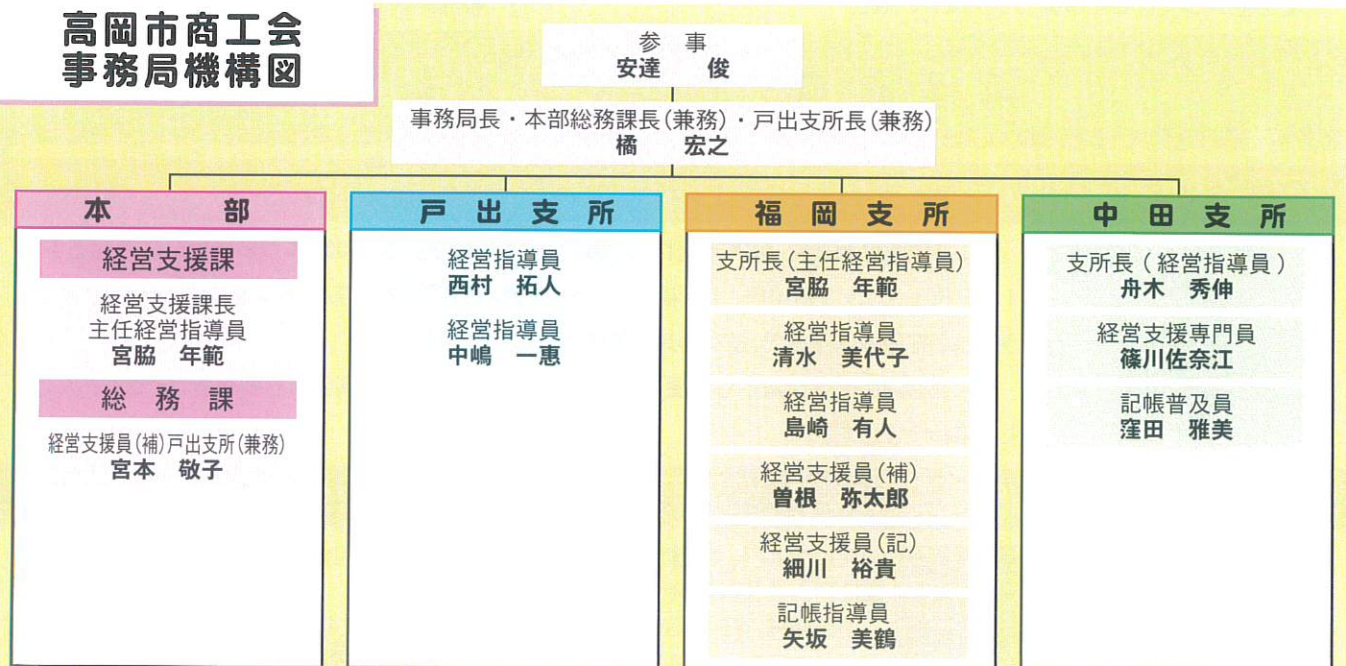 高岡市商工会
事務局機構図
参　事
安達　俊
事務局長・本部総務課長(兼務)・戸出支所長(兼務)
橘　宏之
本　部
経営支援課
経営支援課長
主任経営指導員
宮脇　年範
総　務　課
経営支援員(補)戸出支所(兼務)
宮本　敬子
戸 出 支 所
経営指導員
西村　拓人
経営指導員
中嶋　一恵
福 岡 支 所
支所長(主任経営指導員)
宮脇　年範
経営指導員
清水　美代子
経営指導員
島崎　有人
経営支援員(補)
曽根　弥太郎
経営支援員(記)
細川　裕貴
記帳指導員
矢坂　美鶴
中 田 支 所
支所長(経営指導員)
舟木　秀伸
経営支援専門員
篠川佐奈江
記帳普及員
窪田　雅美